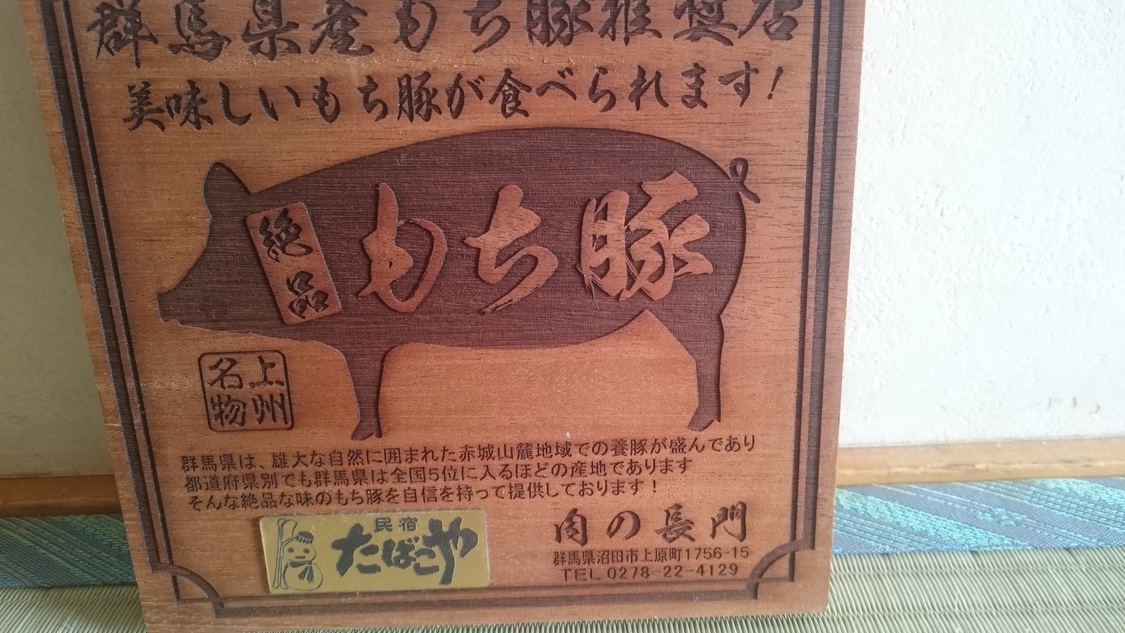 群馬県産もち豚推奨店
美味しいもち豚が食べられます!
絶品
もち豚
上州
名物
群馬県は、雄大な自然に囲まれた赤城山麓地域での養豚が盛んであり
都道府県別でも群馬県は全国5位に入るほどの産地であります
そんな絶品な味のもち豚を自信を持って提供しております!
民宿
たばこや
肉の長門
群馬県沼田市上原町1756-15
TEL 0278-22-4129